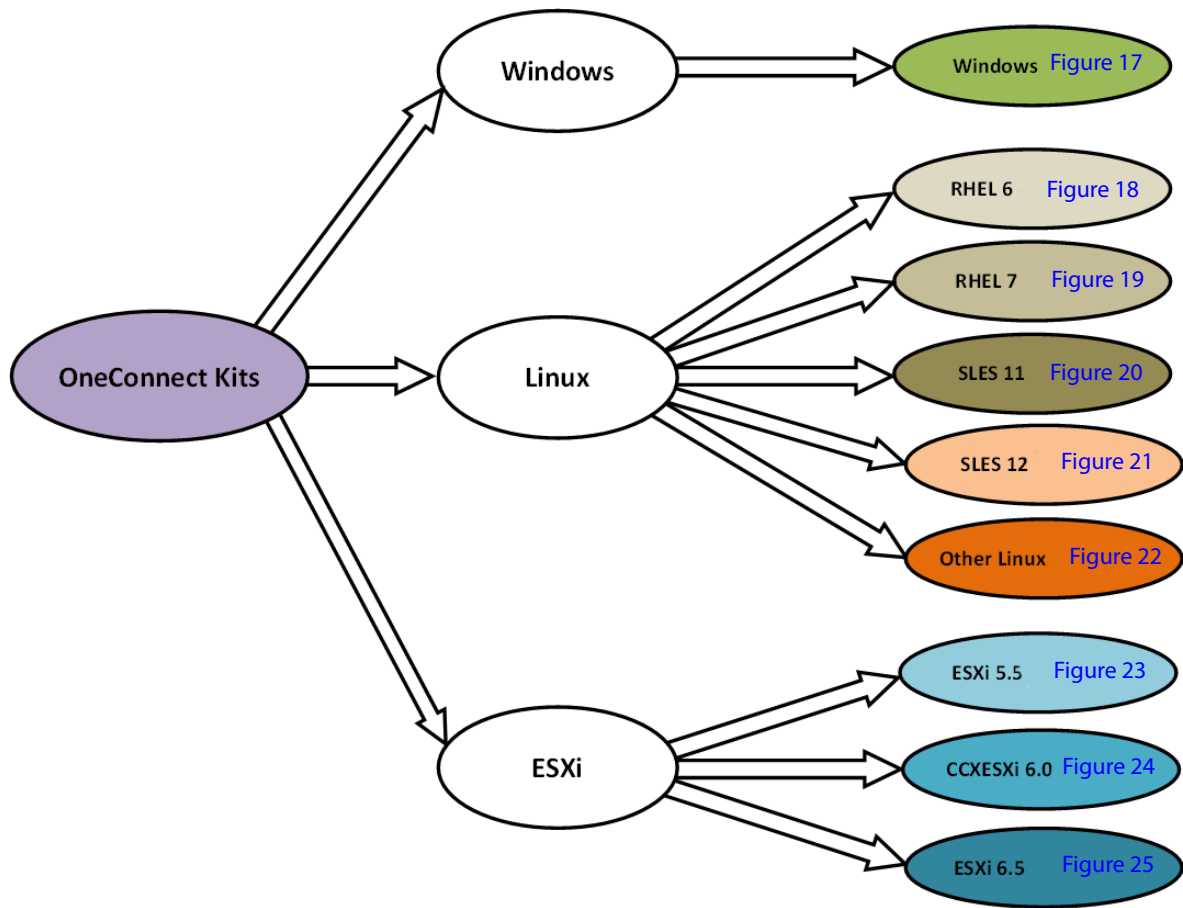 Windows
Windows Figure 17
RHEL 6 Figure 18
RHEL 7 Figure 19
OneConnect Kits
Linux
SLES 11 Figure 20
SLES 12 Figure 21
Other Linux Figure 22
ESXi 5.5 Figure 23
ESXi
CCXESXi 6.0 Figure 24
ESXi 6.5 Figure 25